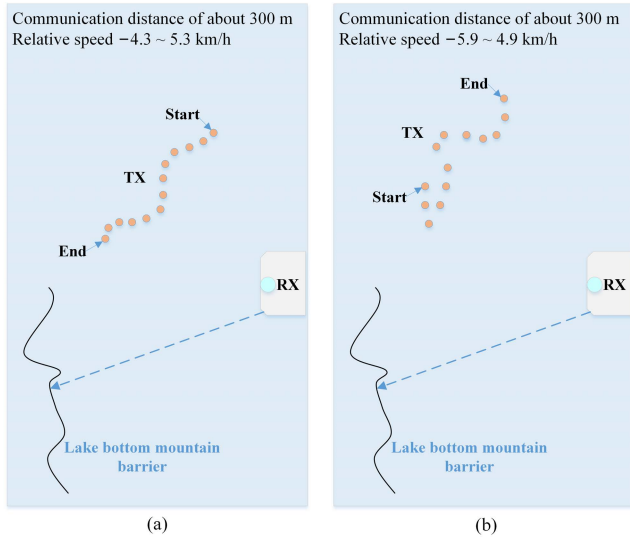 Communication distance of about 300 m
Relative speed −4.3 ~ 5.3 km/h
Start
TX
End
RX
Lake bottom mountain
barrier
(a)
Communication distance of about 300 m
Relative speed −5.9 ~ 4.9 km/h
End
TX
Start
RX
Lake bottom mountain
barrier
(b)